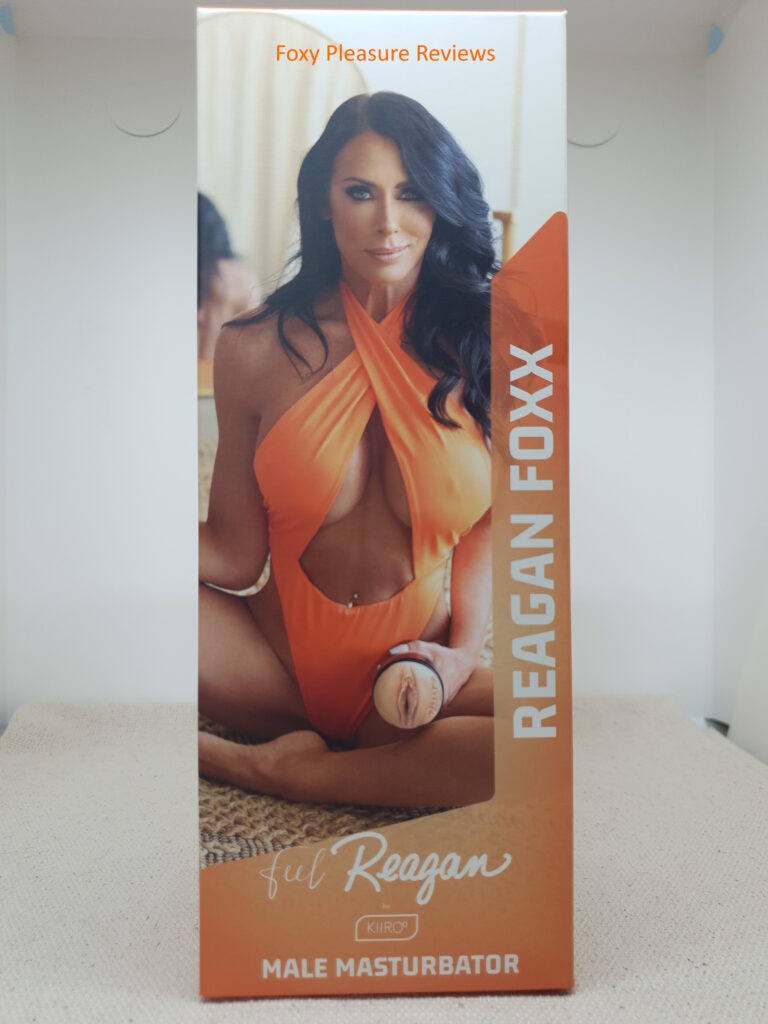 Foxy Pleasure Reviews
REAGAN FOXX
feel Reagan
by
KIIROO
MALE MASTURBATOR